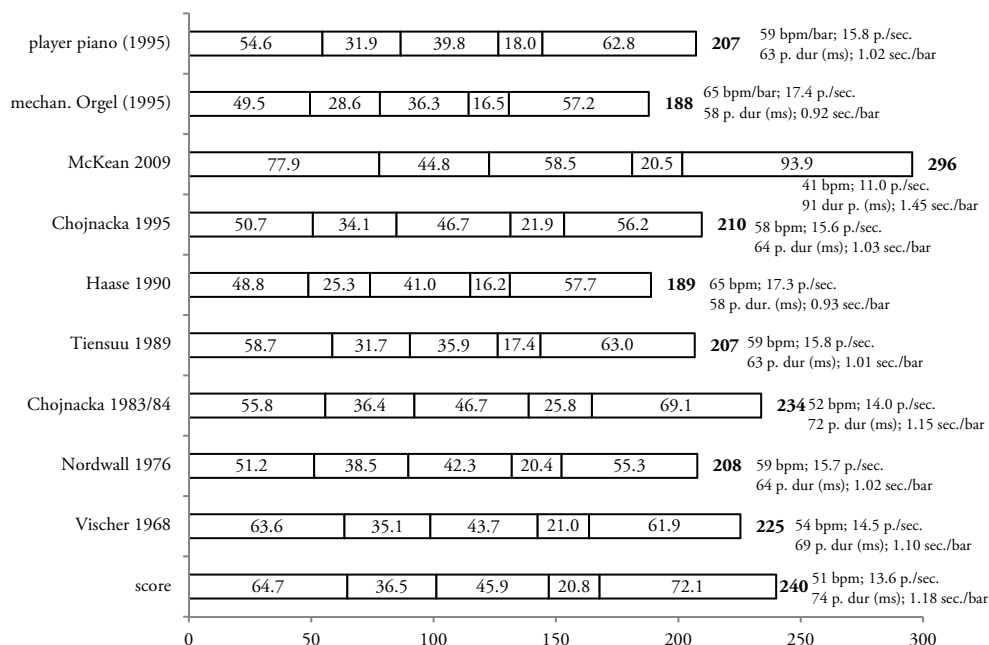 player piano (1995) 54.6 31.9 39.8 18.0 62.8 207 59 bpm/bar; 15.8 p./sec.
63 p. dur (ms); 1.02 sec./bar
mechan. Orgel (1995) 49.5 28.6 36.3 16.5 57.2 188 65 bpm/bar; 17.4 p./sec.
58 p. dur (ms); 0.92 sec./bar
McKean 2009 77.9 44.8 58.5 20.5 93.9 296
41 bpm; 11.0 p./sec.
91 dur p. (ms); 1.45 sec./bar
Chojnacka 1995 50.7 34.1 46.7 21.9 56.2 210 58 bpm; 15.6 p./sec.
64 p. dur (ms); 1.03 sec./bar
Haase 1990 48.8 25.3 41.0 16.2 57.7 189 65 bpm; 17.3 p./sec.
58 p. dur. (ms); 0.93 sec./bar
Tiensuu 1989 58.7 31.7 35.9 17.4 63.0 207 59 bpm; 15.8 p./sec.
63 p. dur (ms); 1.01 sec./bar
Chojnacka 1983/84 55.8 36.4 46.7 25.8 69.1 234 52 bpm; 14.0 p./sec.
72 p. dur (ms); 1.15 sec./bar
Nordwall 1976 51.2 38.5 42.3 20.4 55.3 208 59 bpm; 15.7 p./sec.
64 p. dur (ms); 1.02 sec./bar
Vischer 1968 63.6 35.1 43.7 21.0 61.9 225 54 bpm; 14.5 p./sec.
69 p. dur (ms); 1.10 sec./bar
score 64.7 36.5 45.9 20.8 72.1 240 51 bpm; 13.6 p./sec.
74 p. dur (ms); 1.18 sec./bar
0 50 100 150 200 250 300